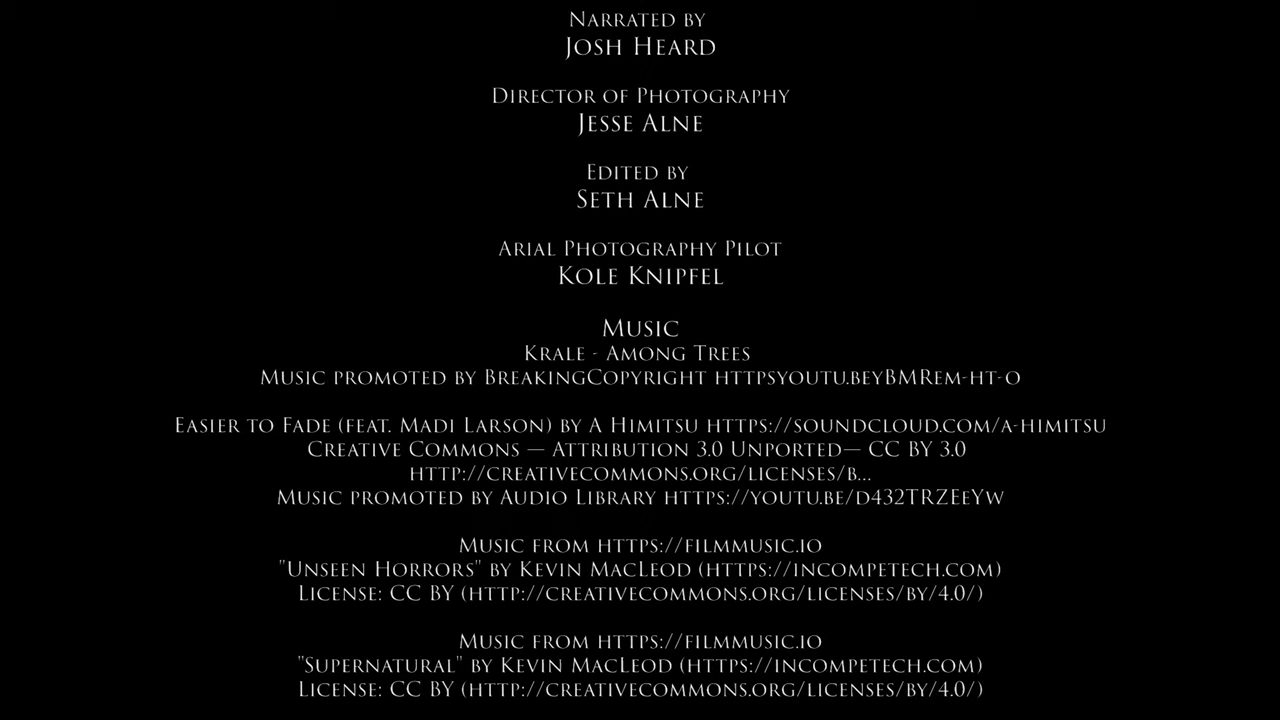 Narrated by
Josh Heard
Director of Photography
Jesse Alne
Edited by
Seth Alne
Arial Photography Pilot
Kole Knipfel
Music
Krale - Among Trees
Music promoted by BreakingCopyright httpsyoutu.beyBMRem-ht-o
Easier to Fade (feat. Madi Larson) by A Himitsu https://soundcloud.com/a-himitsu
Creative Commons — Attribution 3.0 Unported— CC BY 3.0
http://creativecommons.org/licenses/b...
Music promoted by Audio Library https://youtu.be/d432TRZEeYw
Music from https://filmmusic.io
"Unseen Horrors" by Kevin MacLeod (https://incompetech.com)
License: CC BY (http://creativecommons.org/licenses/by/4.0/)
Music from https://filmmusic.io
"Supernatural" by Kevin MacLeod (https://incompetech.com)
License: CC BY (http://creativecommons.org/licenses/by/4.0/)